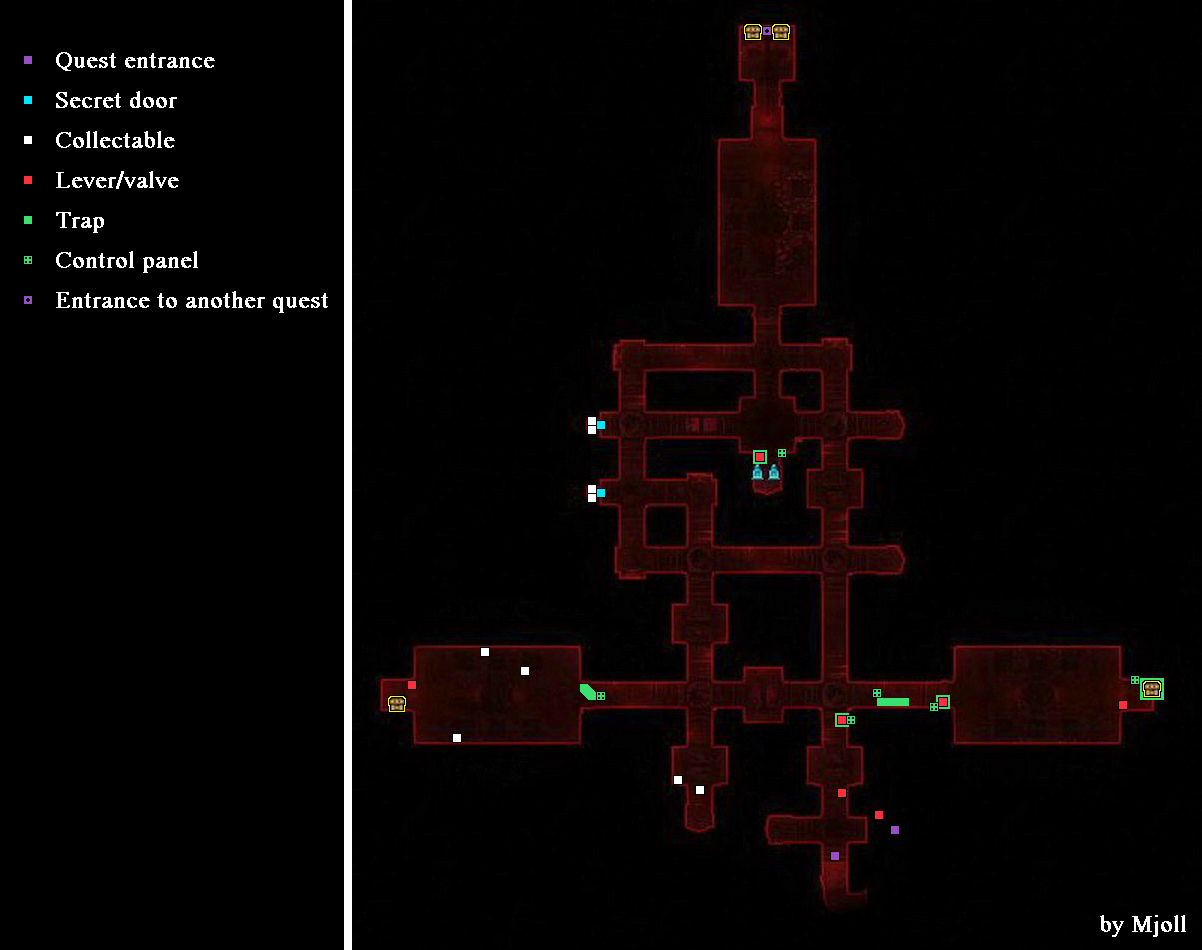 Quest entrance
Secret door
Collectable
Lever/valve
Trap
Control panel
Entrance to another quest
by Mjoll